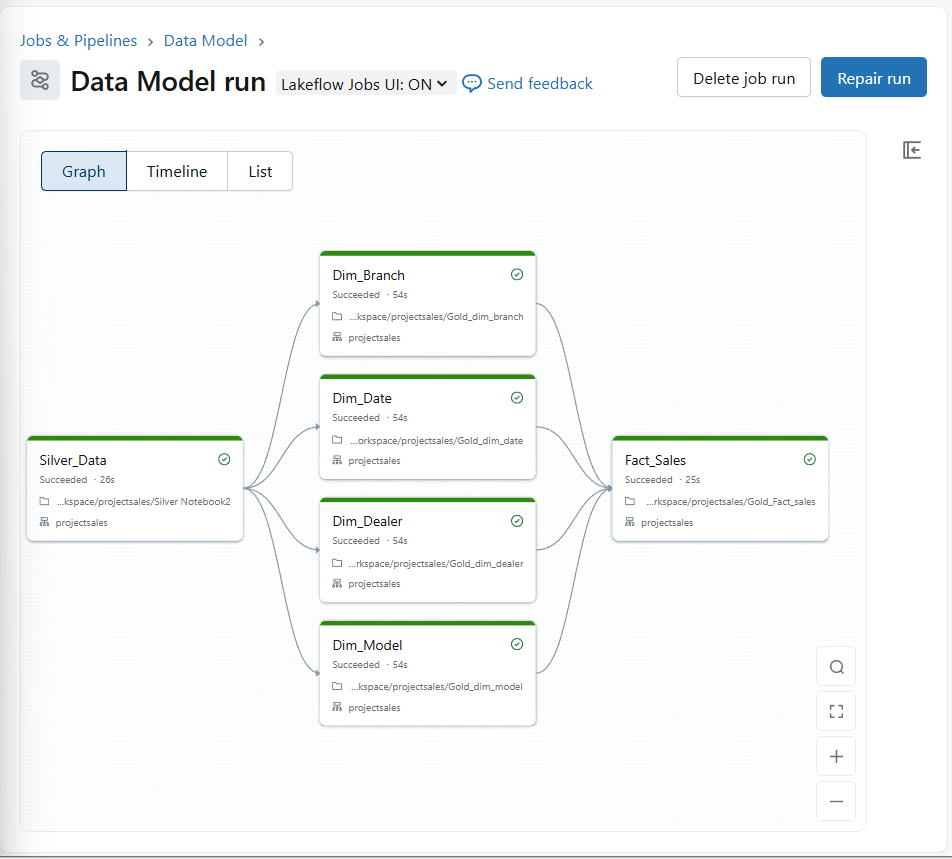 Jobs & Pipelines › Data Model ›
Data Model run Lakeflow Jobs UI: ON Send feedback Delete job run Repair run
Graph Timeline List
Dim_Branch
Succeeded · 54s
...kspace/projectsales/Gold_dim_branch
projectsales
Dim_Date
Succeeded · 54s
...orkspace/projectsales/Gold_dim_date
projectsales
Silver_Data
Succeeded · 26s
...kspace/projectsales/Silver Notebook2
projectsales
Fact_Sales
Succeeded · 25s
...rkspace/projectsales/Gold_Fact_sales
projectsales
Dim_Dealer
Succeeded · 54s
...rkspace/projectsales/Gold_dim_dealer
projectsales
Dim_Model
Succeeded · 54s
...kspace/projectsales/Gold_dim_model
projectsales